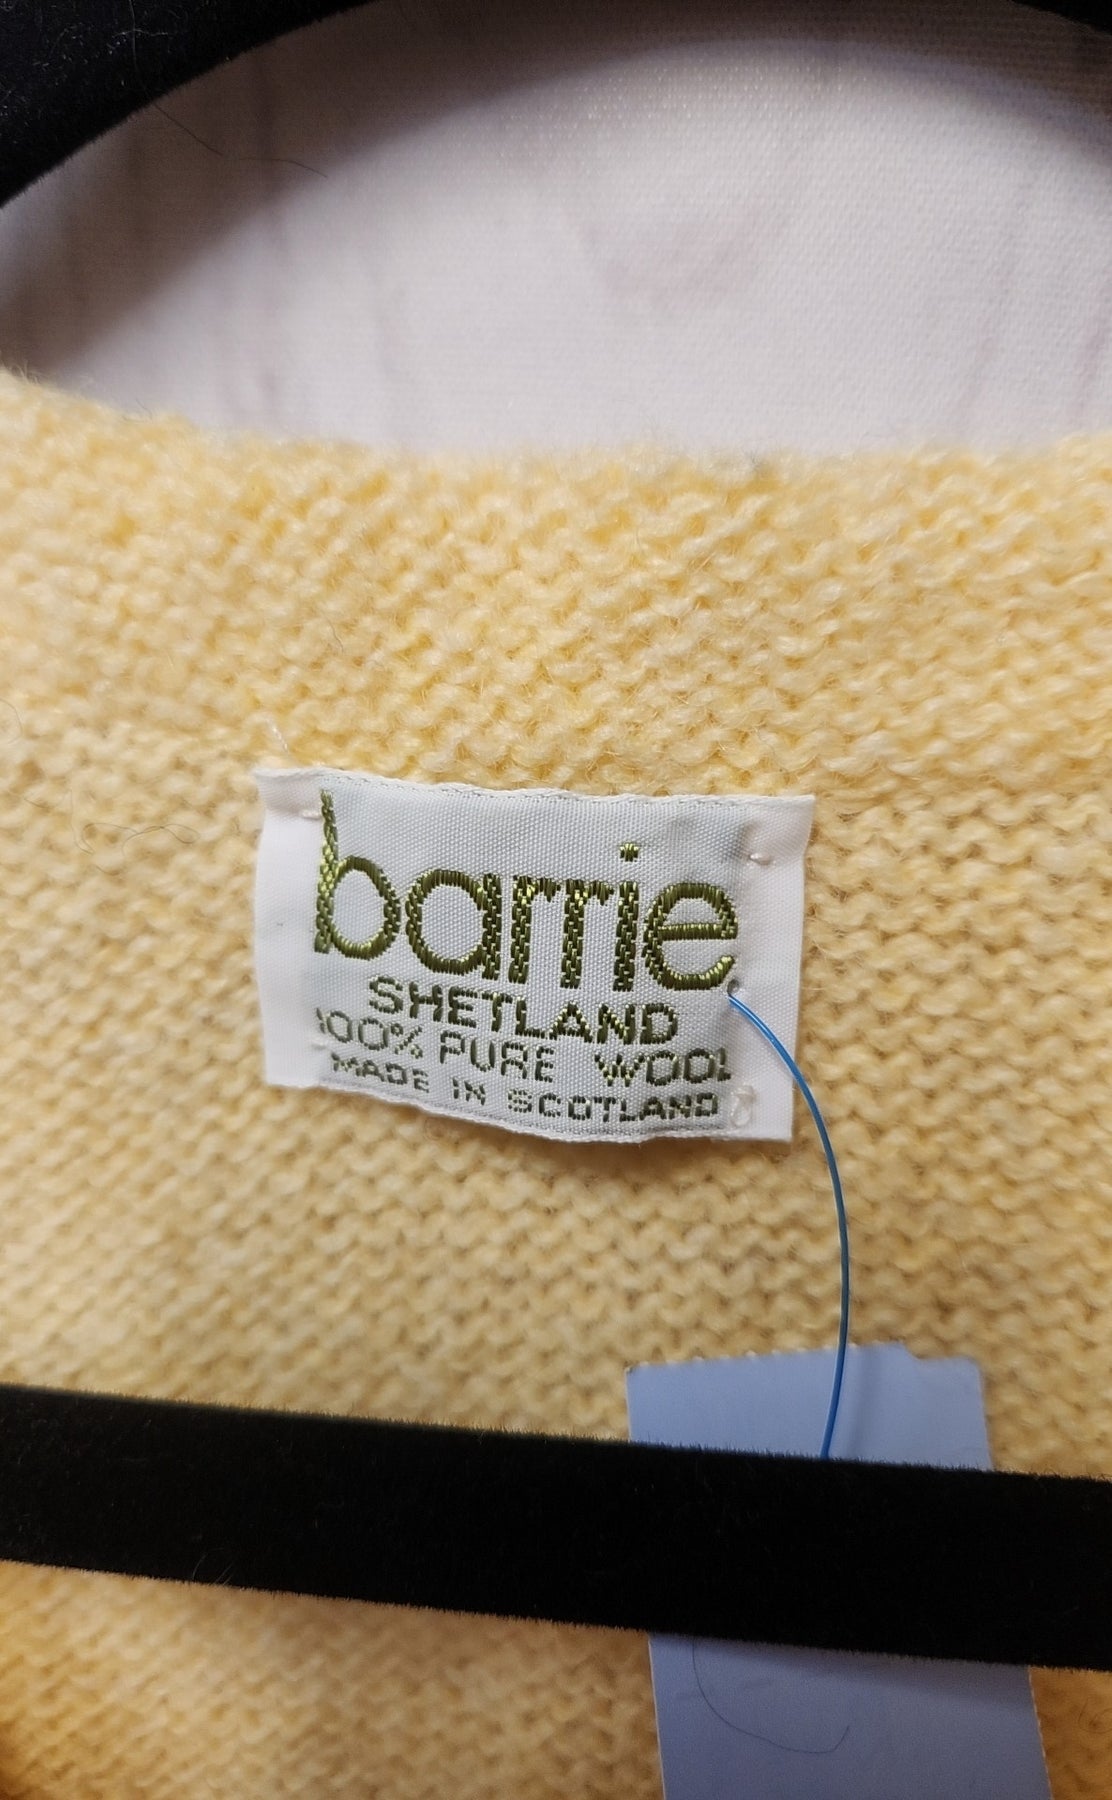 barrie
SHETLAND
100% PURE WOOL
MADE IN SCOTLAND